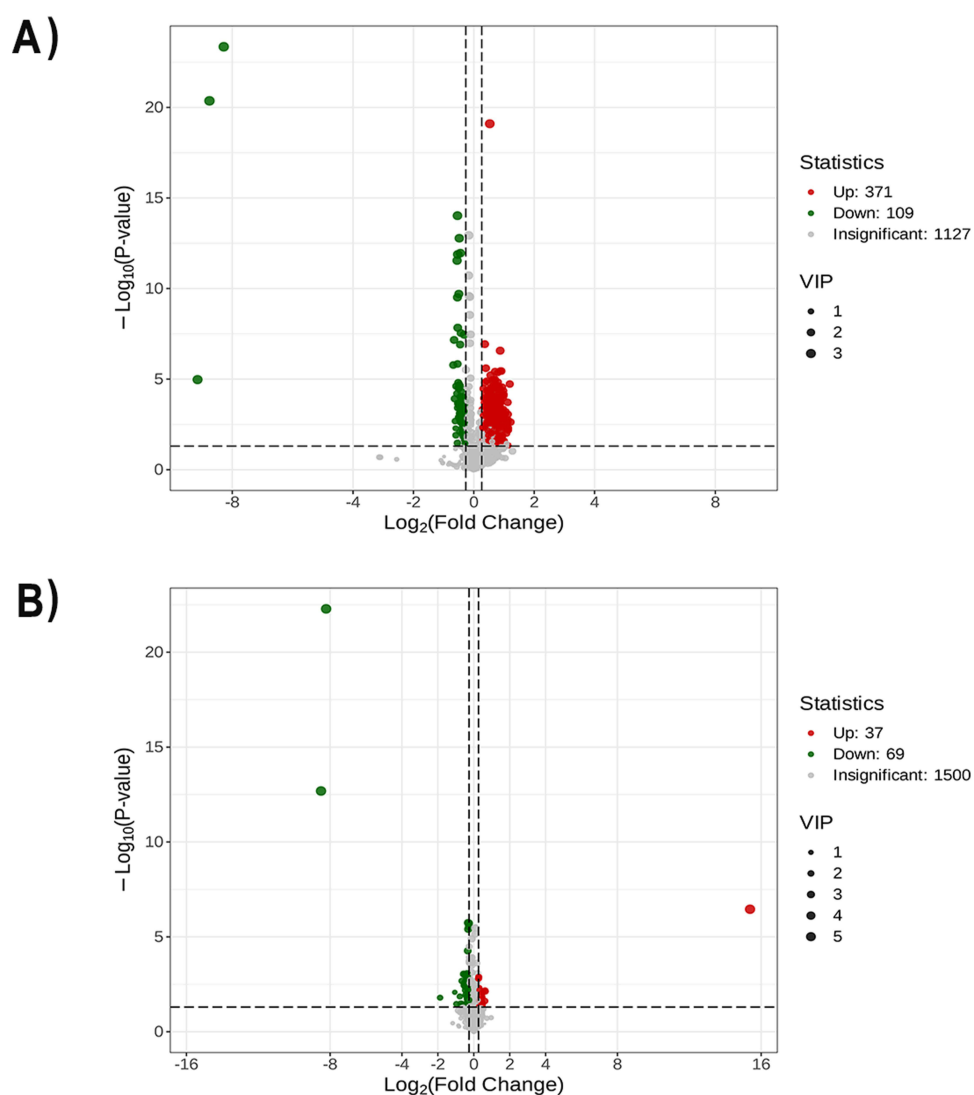 A)
20
15
10
5
0
− Log₁₀(P-value)
-8
-4
-2
0
2
4
8
Log₂(Fold Change)
Statistics
Up: 371
Down: 109
Insignificant: 1127
VIP
1
2
3
B)
20
15
10
5
0
− Log₁₀(P-value)
-16
-8
-4
-2
0
2
4
8
16
Log₂(Fold Change)
Statistics
Up: 37
Down: 69
Insignificant: 1500
VIP
1
2
3
4
5